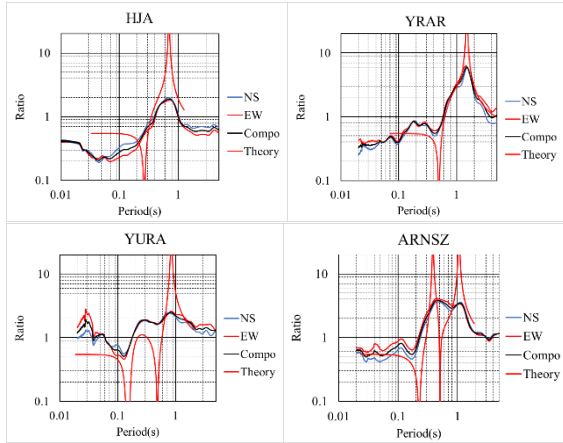 HJA
Ratio
10
1
0.1
0.01 0.1 1
Period(s)
NS
EW
Compo
Theory
YRAR
Ratio
10
1
0.1
0.01 0.1 1
Period(s)
NS
EW
Compo
Theory
YURA
Ratio
10
1
0.1
0.01 0.1 1
Period(s)
NS
EW
Compo
Theory
ARNSZ
Ratio
10
1
0.1
0.01 0.1 1
Period(s)
NS
EW
Compo
Theory